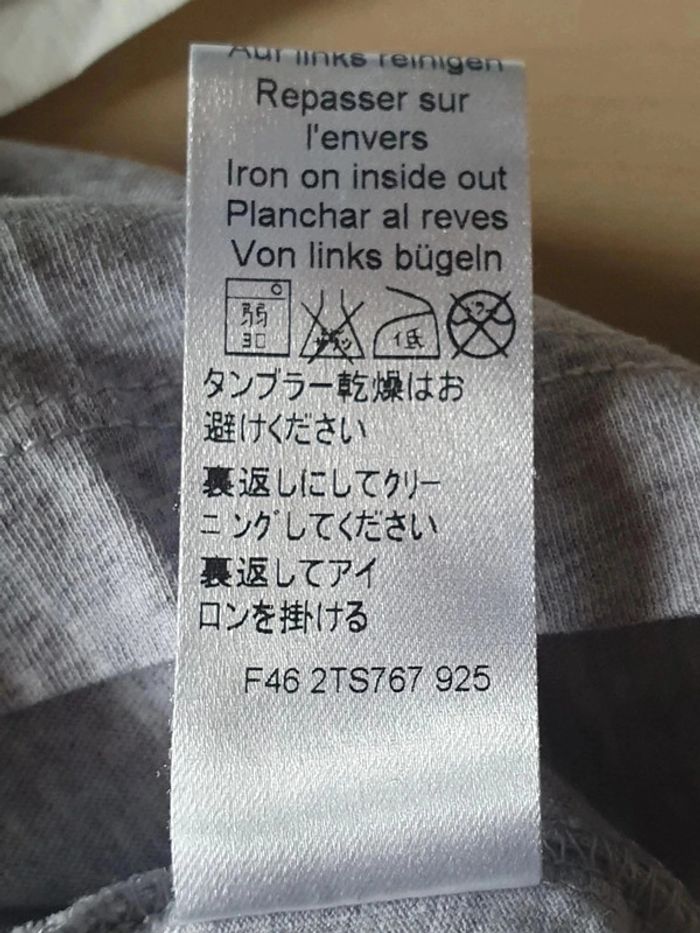 Auf links reinigen
Repasser sur
l'envers
Iron on inside out
Planchar al reves
Von links bügeln
弱
低
タンブラー乾燥はお
避けください
裏返しにしてクリー
ニングしてください
裏返してアイ
ロンを掛ける
F46 2TS767 925